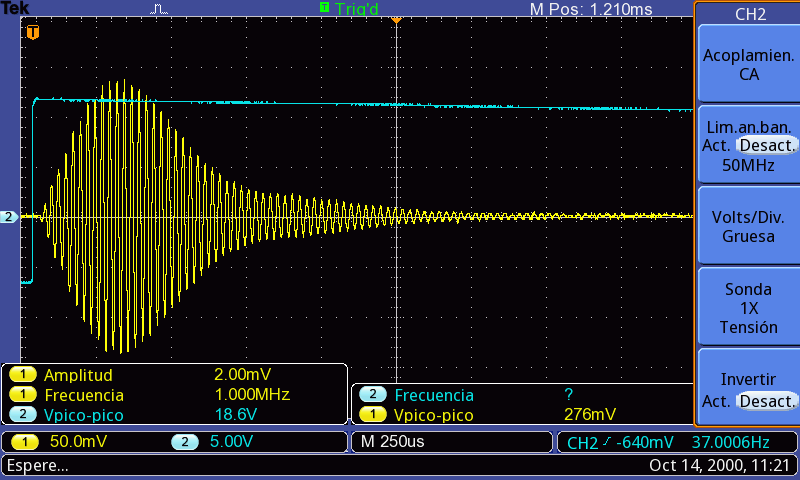 Tek
T Trig'd
M Pos: 1.210ms
CH2
T
Acoplamien.
CA
Lim.an.ban.
Act. Desact.
50MHz
2
Volts/Div.
Gruesa
Sonda
1X
Tensión
Invertir
Act. Desact.
1 Amplitud 2.00mV
1 Frecuencia 1.000MHz
2 Vpico-pico 18.6V
2 Frecuencia ?
1 Vpico-pico 276mV
1 50.0mV 2 5.00V
M 250us
CH2 -640mV 37.0006Hz
Espere...
Oct 14, 2000, 11:21